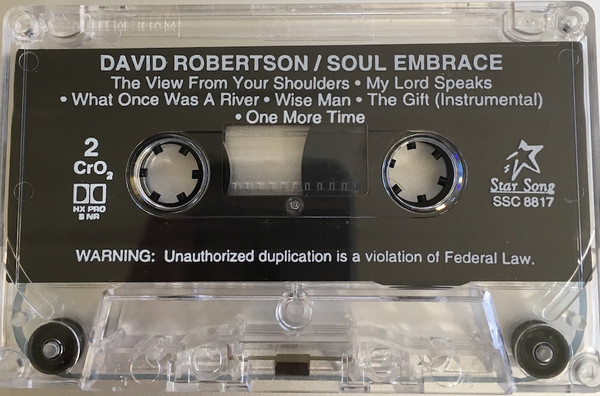 DAVID ROBERTSON / SOUL EMBRACE
The View From Your Shoulders • My Lord Speaks
• What Once Was A River • Wise Man • The Gift (Instrumental)
• One More Time
2
CrO2
HX PRO
B NR
Star Song
SSC 8817
WARNING: Unauthorized duplication is a violation of Federal Law.